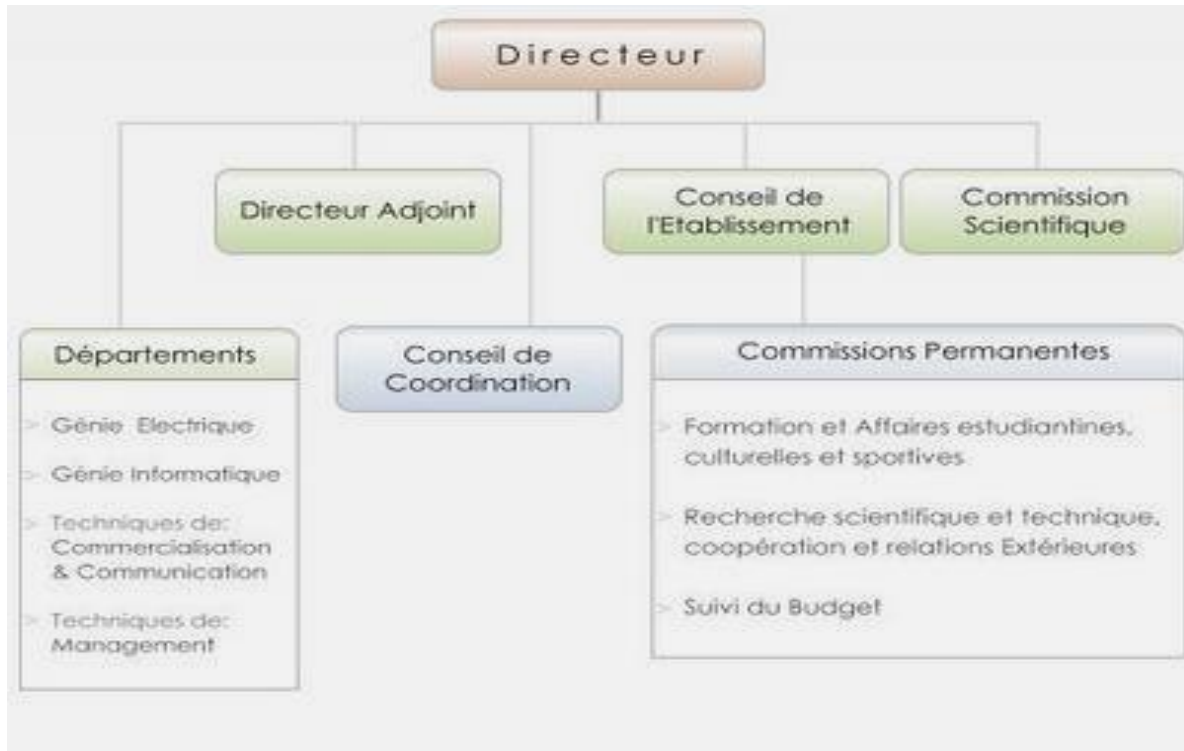 Directeur
Directeur Adjoint
Conseil de
l'Etablissement
Commission
Scientifique
Départements
> Génie Electrique
> Génie Informatique
> Techniques de:
Commercialisation
& Communication
> Techniques de:
Management
Conseil de
Coordination
Commissions Permanentes
> Formation et Affaires estudiantines,
culturelles et sportives
> Recherche scientifique et technique,
coopération et relations Extérieures
> Suivi du Budget